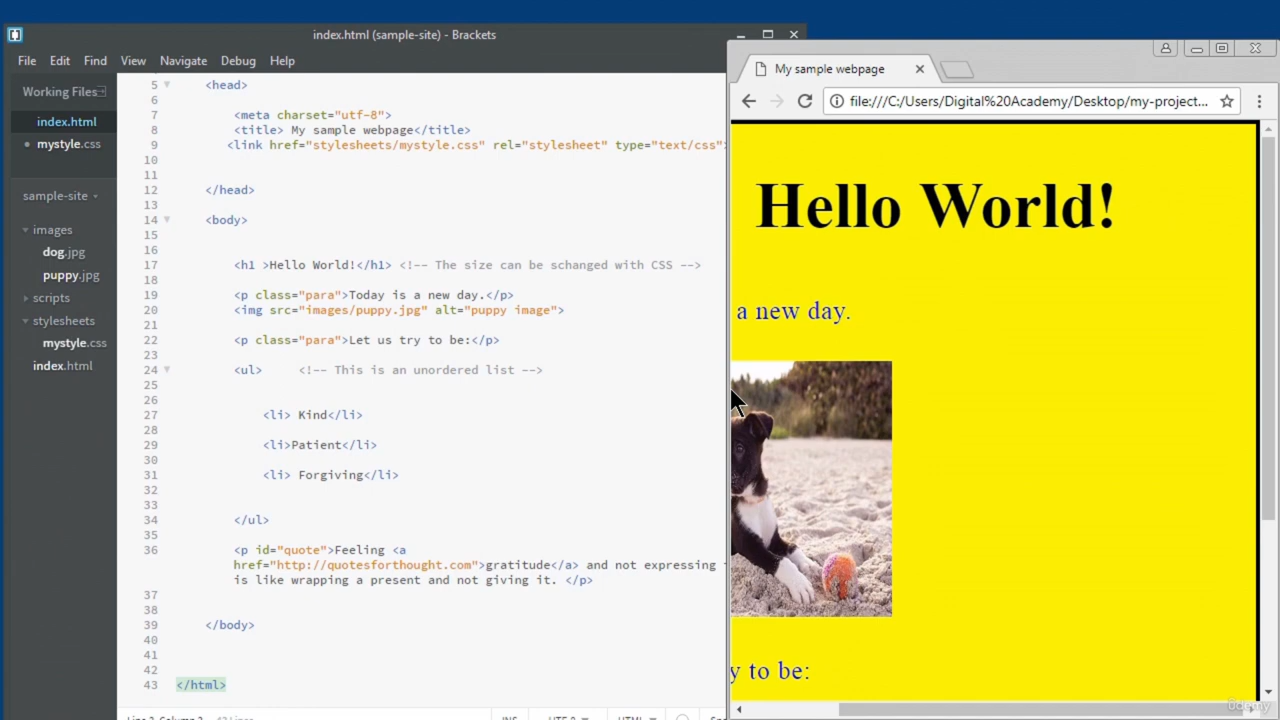 index.html (sample-site) - Brackets
File Edit Find View Navigate Debug Help
Working Files
index.html
mystyle.css
sample-site
images
dog.jpg
puppy.jpg
scripts
stylesheets
mystyle.css
index.html
5 <head>
6
7 <meta charset="utf-8">
8 <title> My sample webpage</title>
9 <link href="stylesheets/mystyle.css" rel="stylesheet" type="text/css"
10
11
12 </head>
13
14 <body>
15
16
17 <h1 >Hello World!</h1> <!-- The size can be schanged with CSS -->
18
19 <p class="para">Today is a new day.</p>
20 <img src="images/puppy.jpg" alt="puppy image">
21
22 <p class="para">Let us try to be:</p>
23
24 <ul> <!-- This is an unordered list -->
25
26
27 <li> Kind</li>
28
29 <li>Patient</li>
30
31 <li> Forgiving</li>
32
33
34 </ul>
35
36 <p id="quote">Feeling <a
href="http://quotesforthought.com">gratitude</a> and not expressing
is like wrapping a present and not giving it. </p>
37
38
39 </body>
40
41
42
43 </html>
My sample webpage
file:///C:/Users/Digital%20Academy/Desktop/my-project...
Hello World!
a new day.
y to be:
udemy